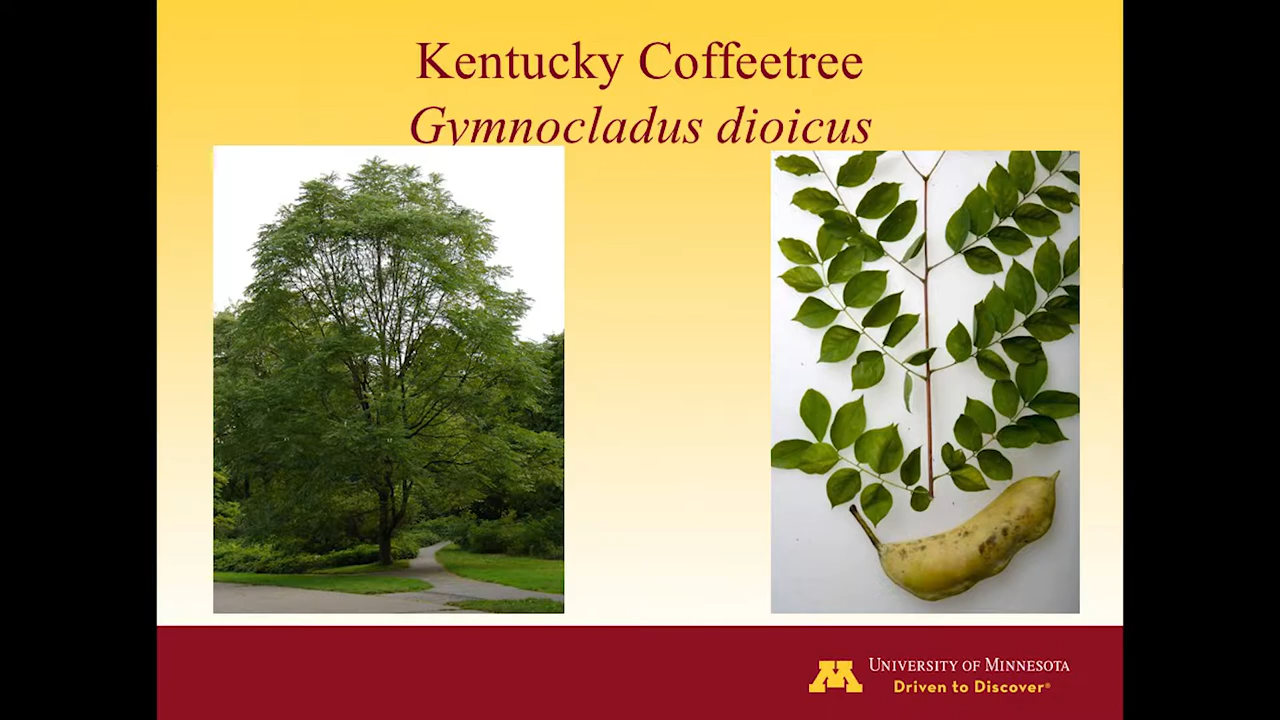 Kentucky Coffeetree
Gymnocladus dioicus
M
UNIVERSITY OF MINNESOTA
Driven to Discover®